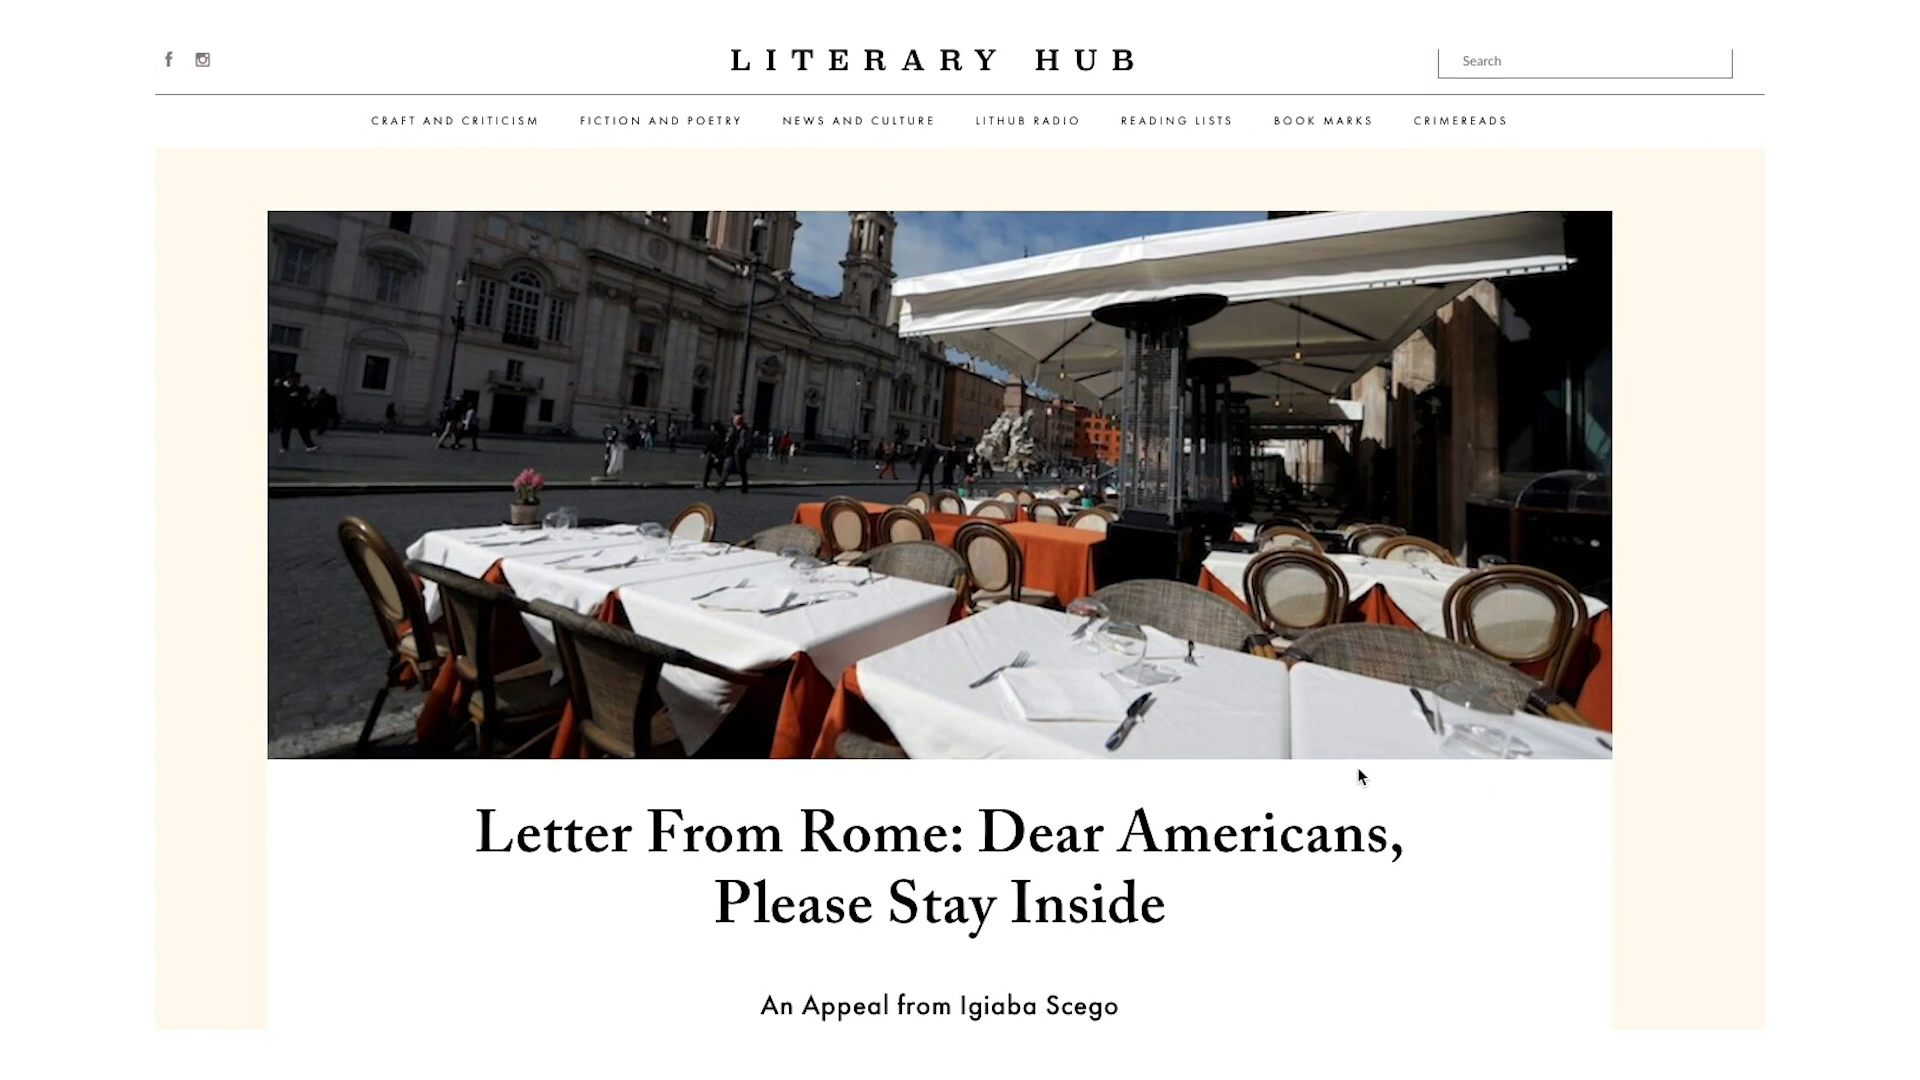 LITERARY HUB
Search
CRAFT AND CRITICISM
FICTION AND POETRY
NEWS AND CULTURE
LITHUB RADIO
READING LISTS
BOOK MARKS
CRIMEREADS
Letter From Rome: Dear Americans,
Please Stay Inside
An Appeal from Igiaba Scego